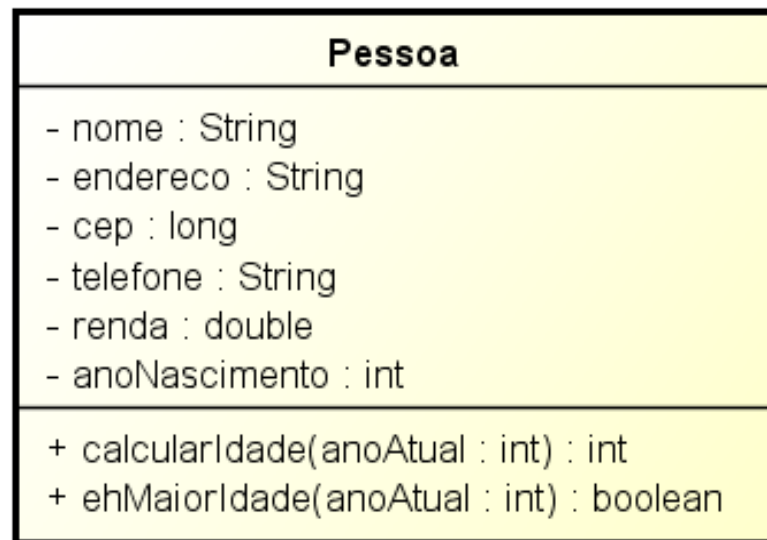 Pessoa
- nome : String
- endereco : String
- cep : long
- telefone : String
- renda : double
- anoNascimento : int
+ calcularIdade(anoAtual : int) : int
+ ehMaiorIdade(anoAtual : int) : boolean